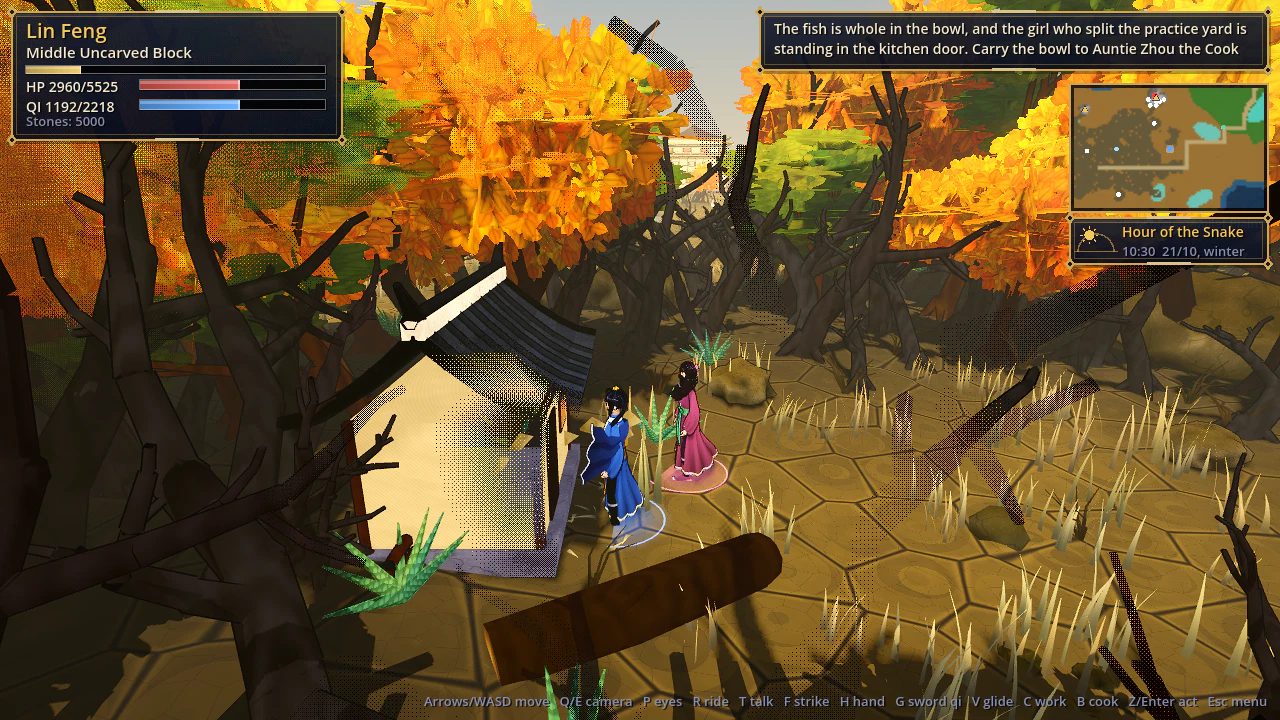 Lin Feng
Middle Uncarved Block
HP 2960/5525
QI 1192/2218
Stones: 5000
The fish is whole in the bowl, and the girl who split the practice yard is
standing in the kitchen door. Carry the bowl to Auntie Zhou the Cook
Hour of the Snake
10:30 21/10, winter
Arrows/WASD move Q/E camera P eyes R ride T talk F strike H hand G sword qi V glide C work B cook Z/Enter act Esc menu